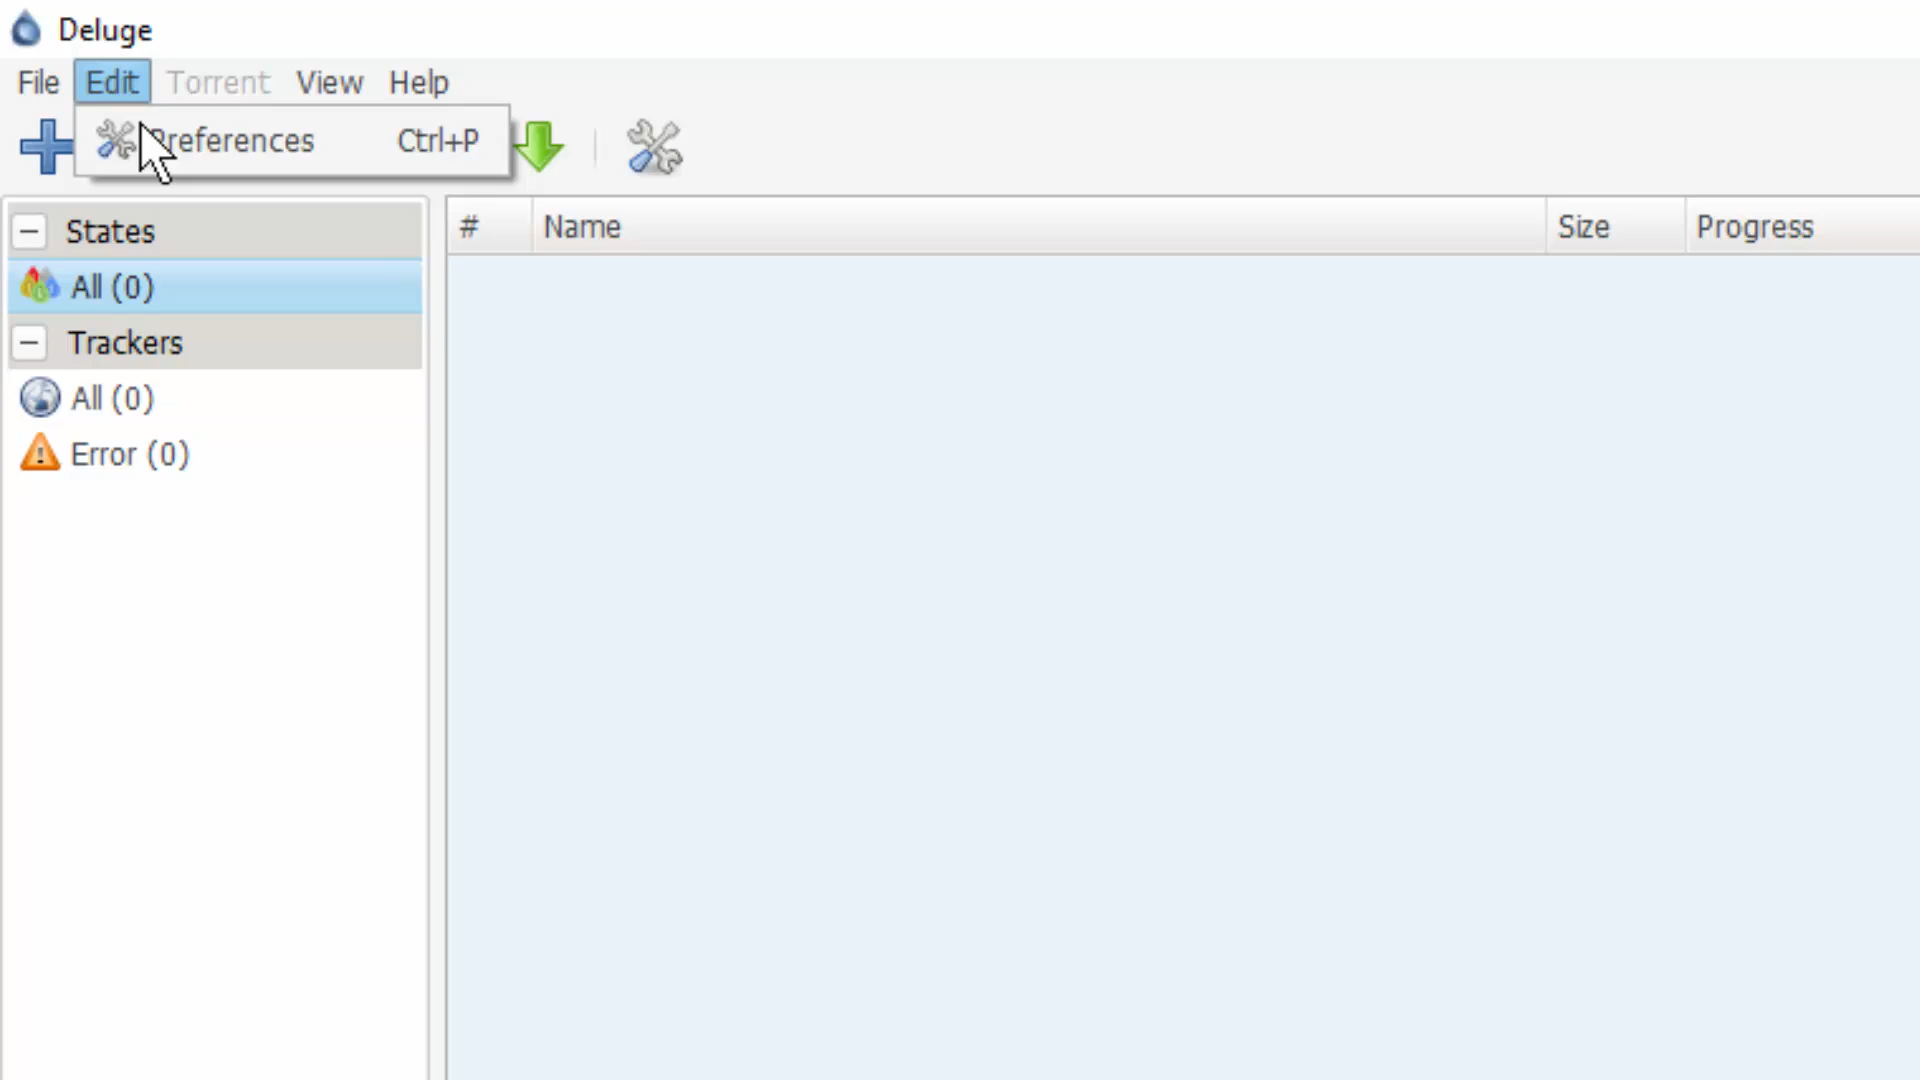 Deluge
File Edit Torrent View Help
Preferences Ctrl+P
States
All (0)
Trackers
All (0)
Error (0)
# Name Size Progress